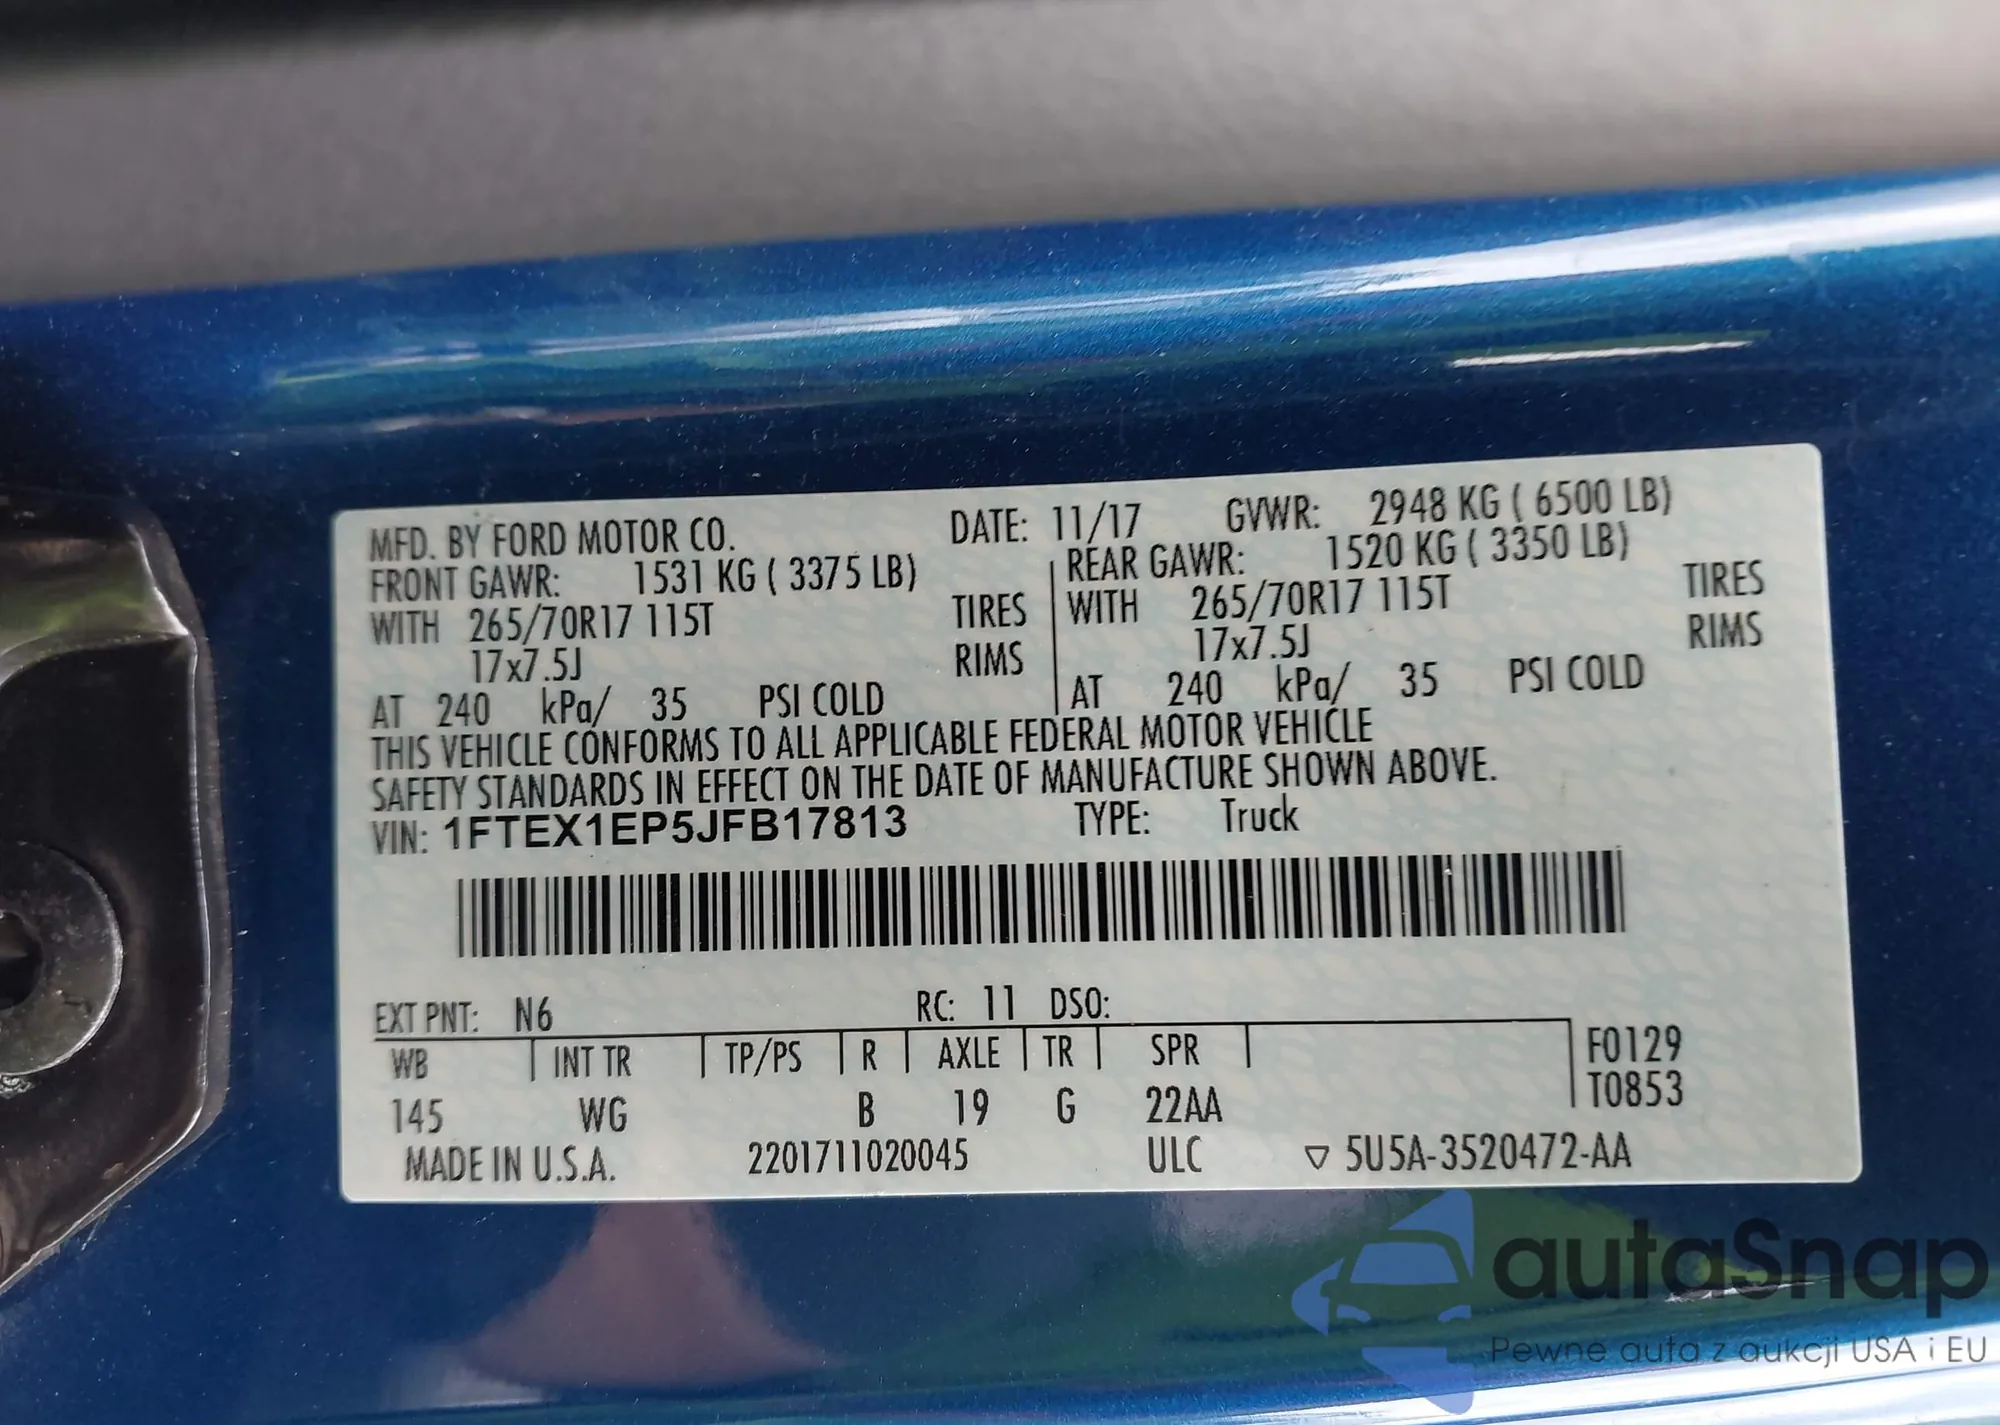 MFD. BY FORD MOTOR CO. DATE: 11/17 GVWR: 2948 KG ( 6500 LB)
FRONT GAWR: 1531 KG ( 3375 LB) REAR GAWR: 1520 KG ( 3350 LB)
WITH 265/70R17 115T TIRES WITH 265/70R17 115T TIRES
17x7.5J RIMS 17x7.5J RIMS
AT 240 kPa/ 35 PSI COLD AT 240 kPa/ 35 PSI COLD
THIS VEHICLE CONFORMS TO ALL APPLICABLE FEDERAL MOTOR VEHICLE
SAFETY STANDARDS IN EFFECT ON THE DATE OF MANUFACTURE SHOWN ABOVE.
VIN: 1FTEX1EP5JFB17813 TYPE: Truck
EXT PNT: N6 RC: 11 DSO:
WB INT TR TP/PS R AXLE TR SPR F0129
145 WG B 19 G 22AA T0853
MADE IN U.S.A. 2201711020045 ULC ▽ 5U5A-3520472-AA
autaSnap
Pewne auta z aukcji USA i EU